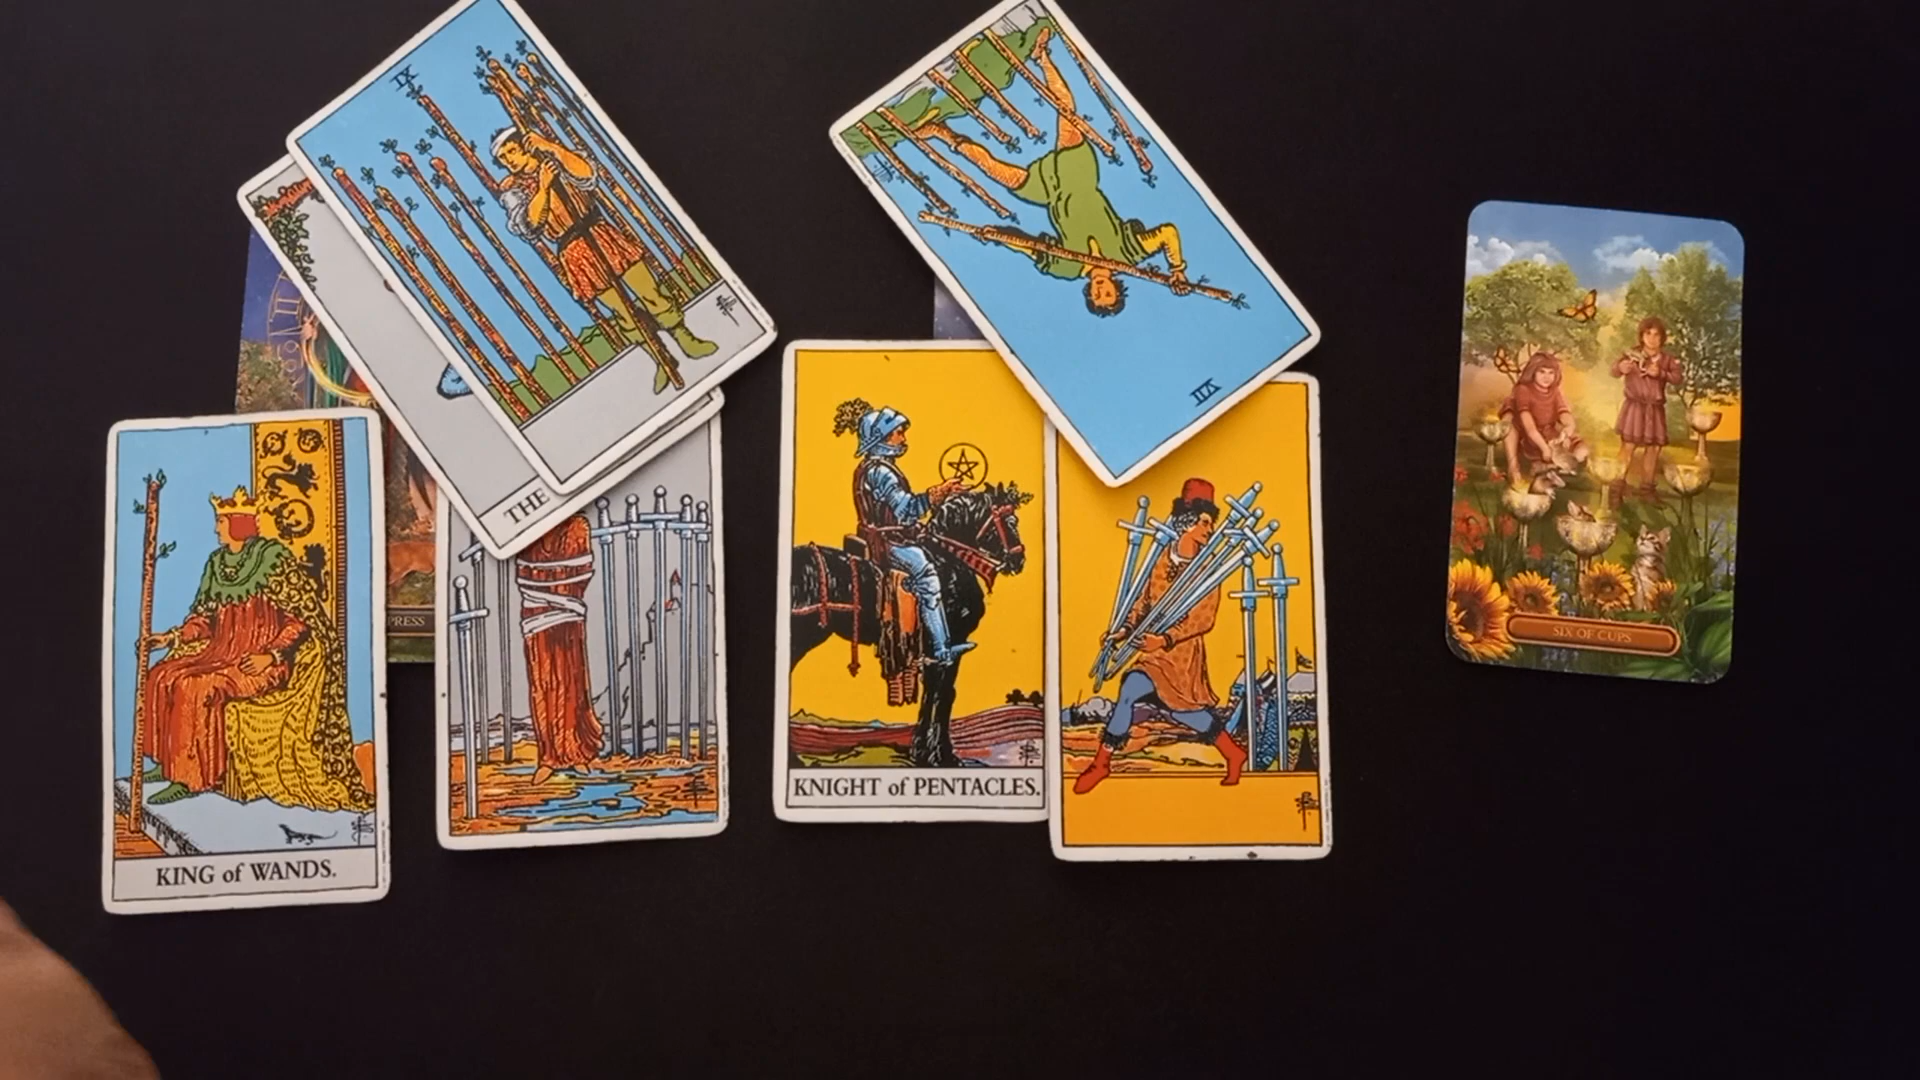 IX
VII
THE
PRESS
KING of WANDS.
KNIGHT of PENTACLES.
SIX OF CUPS